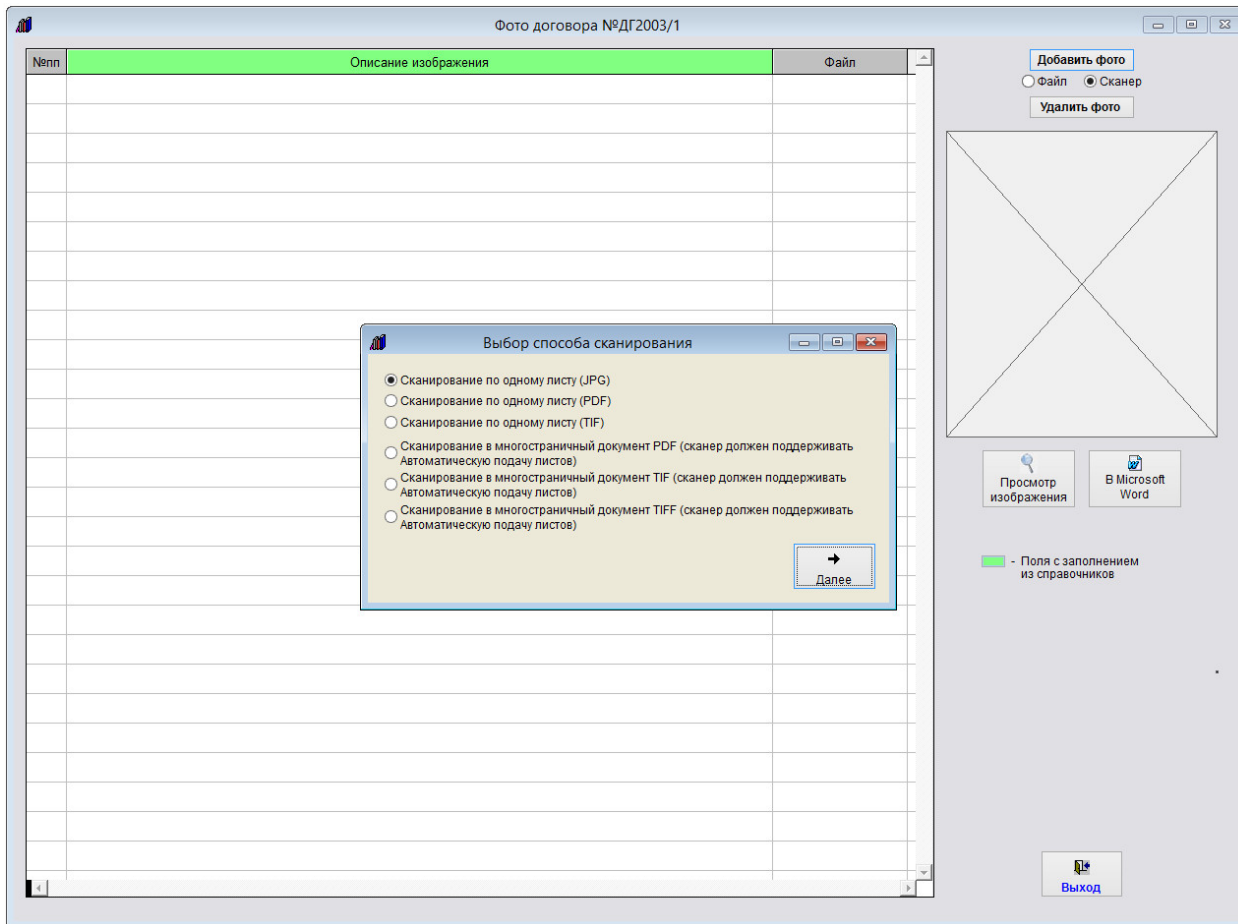 Фото договора №ДГ2003/1
№пп
Описание изображения
Файл
Добавить фото
Файл
Сканер
Удалить фото
Выбор способа сканирования
Сканирование по одному листу (JPG)
Сканирование по одному листу (PDF)
Сканирование по одному листу (TIF)
Сканирование в многостраничный документ PDF (сканер должен поддерживать
Автоматическую подачу листов)
Сканирование в многостраничный документ TIF (сканер должен поддерживать
Автоматическую подачу листов)
Сканирование в многостраничный документ TIFF (сканер должен поддерживать
Автоматическую подачу листов)
Далее
Просмотр
изображения
В Microsoft
Word
- Поля с заполнением
из справочников
Выход